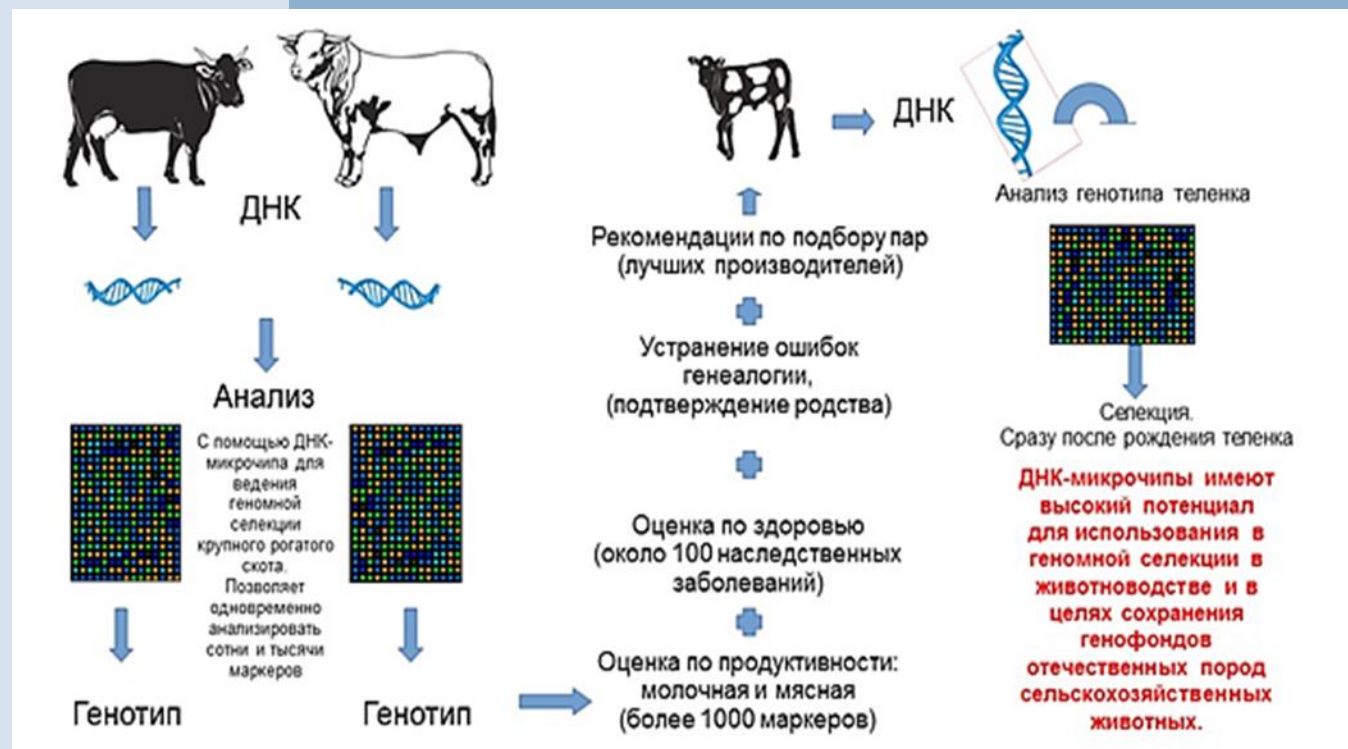 ДНК
Анализ
С помощью ДНК-
микрочипа для
ведения
геномной
селекции
крупного рогатого
скота.
Позволяет
одновременно
анализировать
сотни и тысячи
маркеров
Генотип
Генотип
Рекомендации по подбору пар
(лучших производителей)
Устранение ошибок
генеалогии,
(подтверждение родства)
Оценка по здоровью
(около 100 наследственных
заболеваний)
Оценка по продуктивности:
молочная и мясная
(более 1000 маркеров)
ДНК
Анализ генотипа теленка
Селекция.
Сразу после рождения теленка
ДНК-микрочипы имеют
высокий потенциал
для использования в
геномной селекции в
животноводстве и в
целях сохранения
генофондов
отечественных пород
сельскохозяйственных
животных.